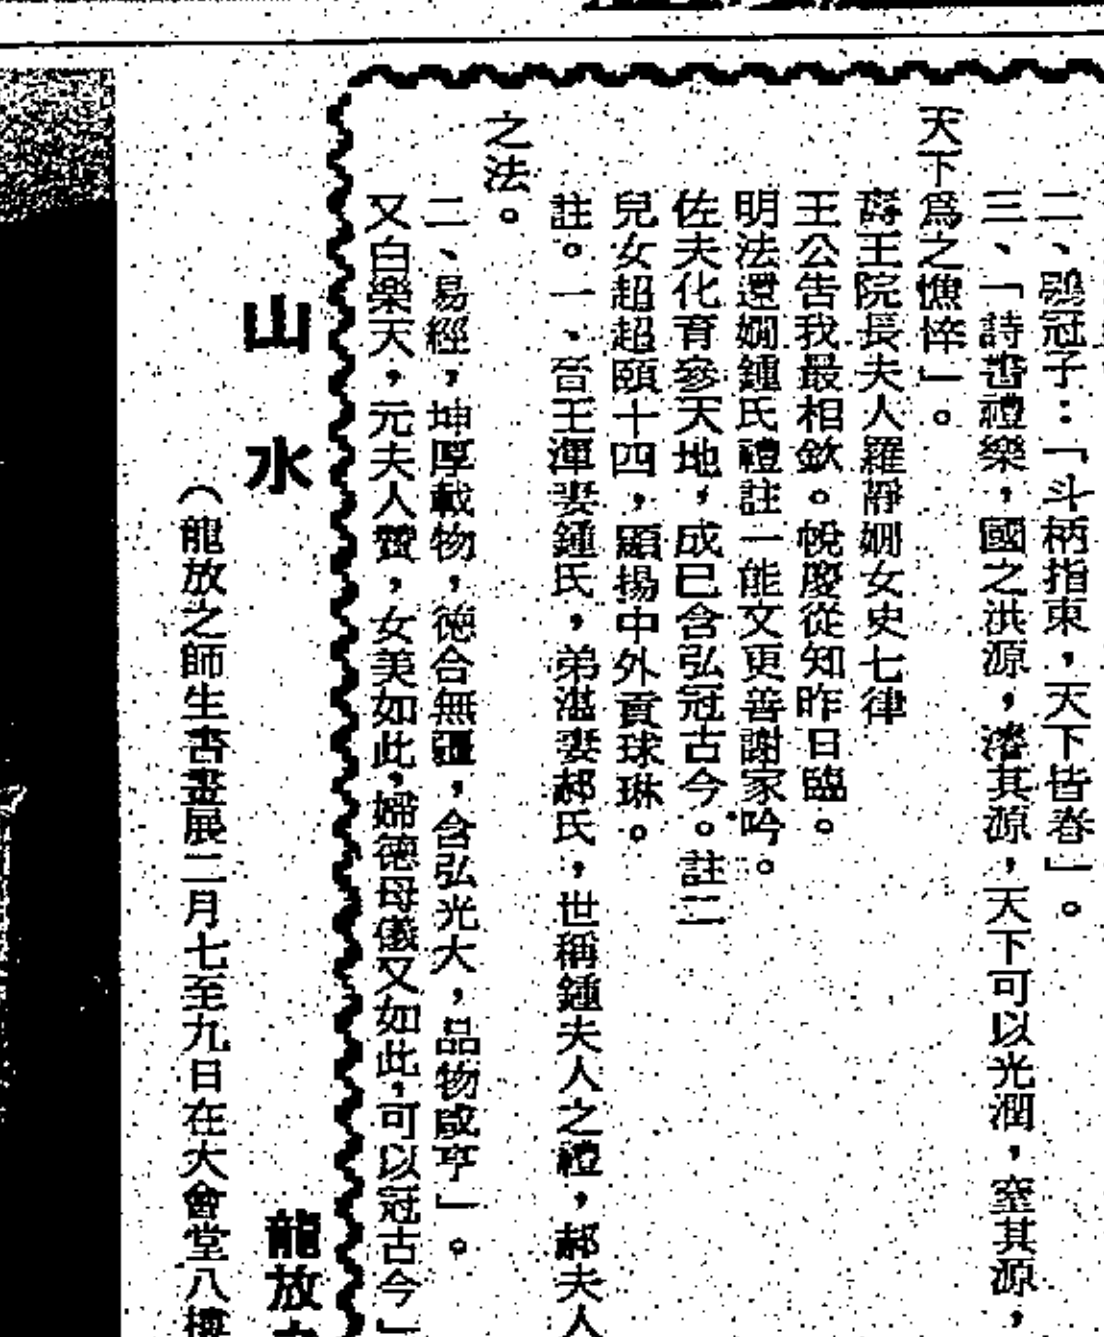 二、鶡冠子：「斗柄指東，天下皆春」。
三、「詩書禮樂，國之洪源，濬其源，天下可以光潤，窒其源，
天下爲之憔悴」。
壽王院長夫人羅靜嫻女史七律
王公告我最相欽。帨慶從知昨日臨。
明法還嫻鍾氏禮註一能文更善謝家吟。
佐夫化育參天地，成已含弘冠古今。註二
兒女超超頤十四，顯揚中外貢球琳。
註。一、晉王渾妻鍾氏，弟湛妻郝氏，世稱鍾夫人之禮，郝夫人
之法。
二、易經，坤厚載物，德合無疆，含弘光大，品物咸亨」。
又白樂天，元夫人贊，女美如此，婦德母儀又如此，可以冠古今」
山水 龍放
（龍放之師生書畫展二月七至九日在大會堂八樓